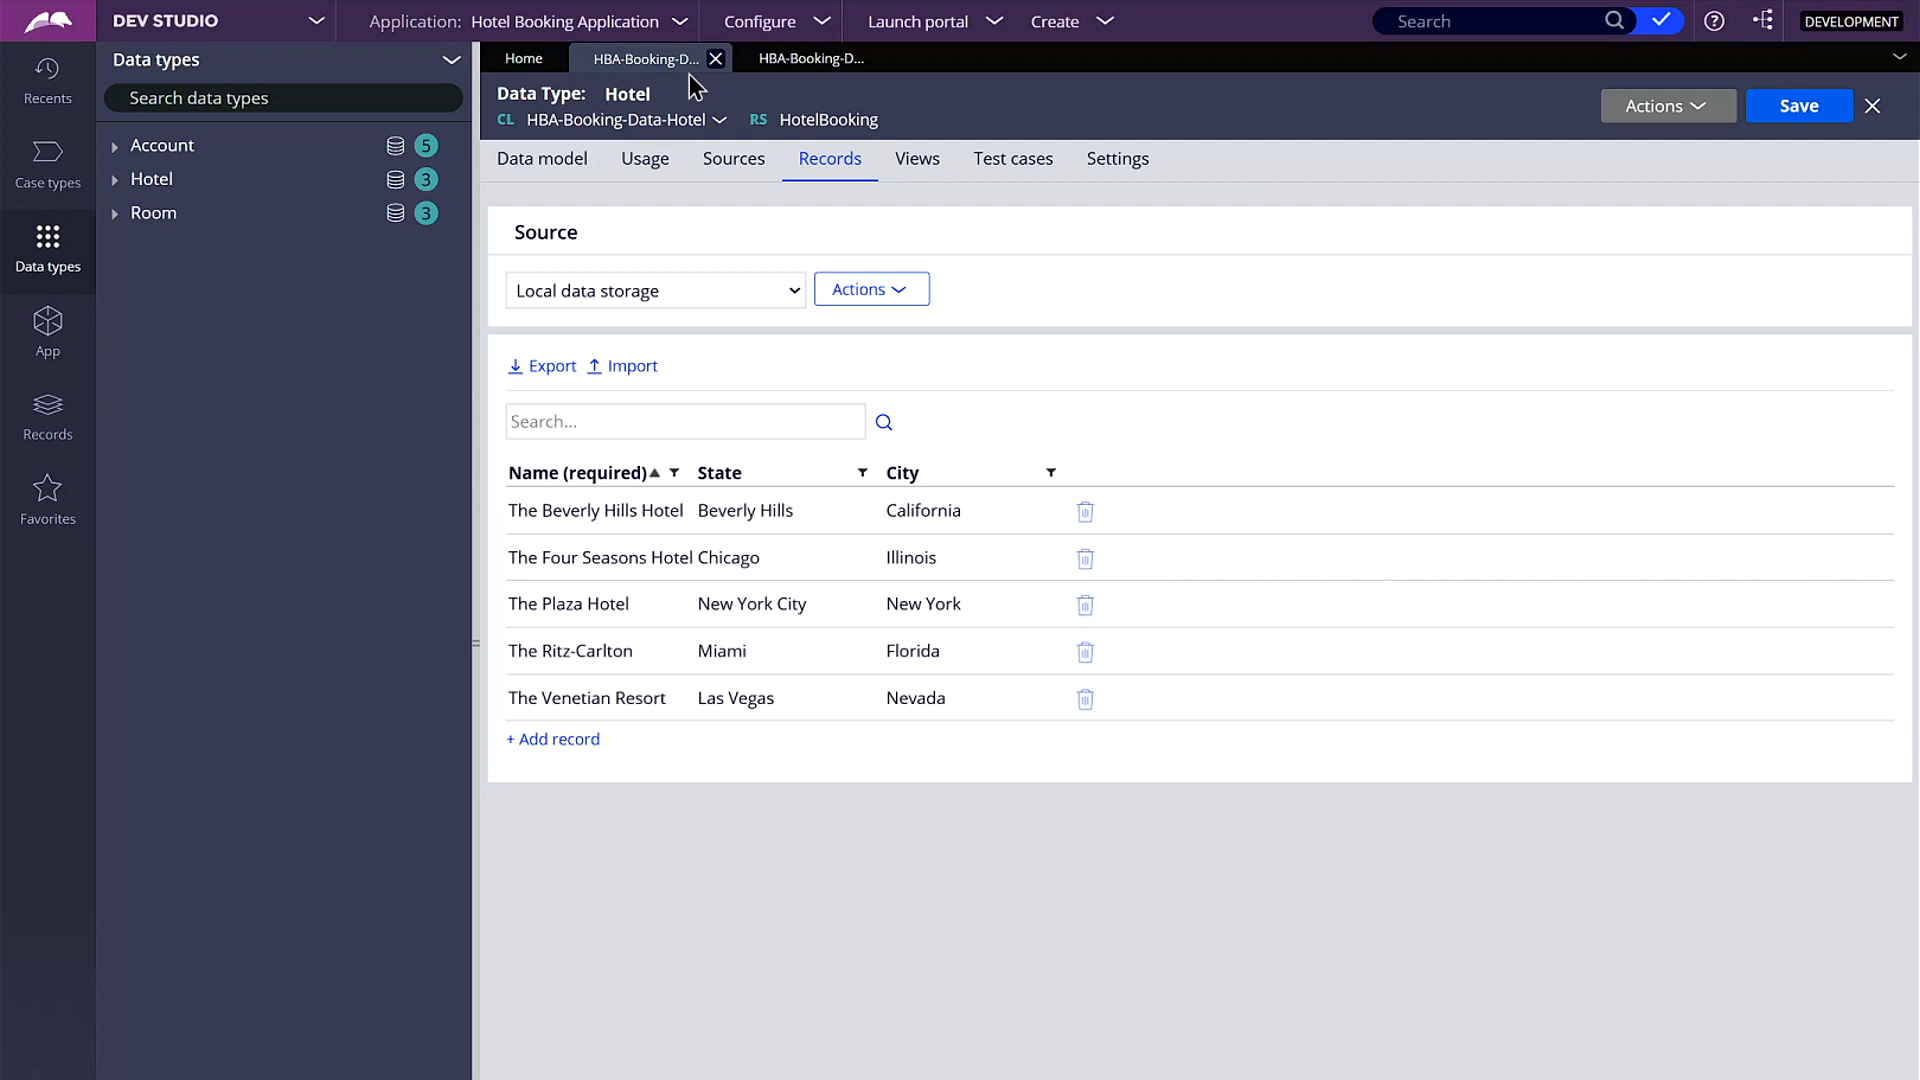 DEV STUDIO
Application: Hotel Booking Application
Configure
Launch portal
Create
Search
DEVELOPMENT
Recents
Case types
Data types
App
Records
Favorites
Data types
Search data types
Account 5
Hotel 3
Room 3
Home
HBA-Booking-D...
HBA-Booking-D...
Data Type: Hotel
CL HBA-Booking-Data-Hotel RS HotelBooking
Actions
Save
Data model Usage Sources Records Views Test cases Settings
Source
Local data storage
Actions
Export Import
Search...
Name (required) State City
The Beverly Hills Hotel Beverly Hills California
The Four Seasons Hotel Chicago Illinois
The Plaza Hotel New York City New York
The Ritz-Carlton Miami Florida
The Venetian Resort Las Vegas Nevada
+ Add record